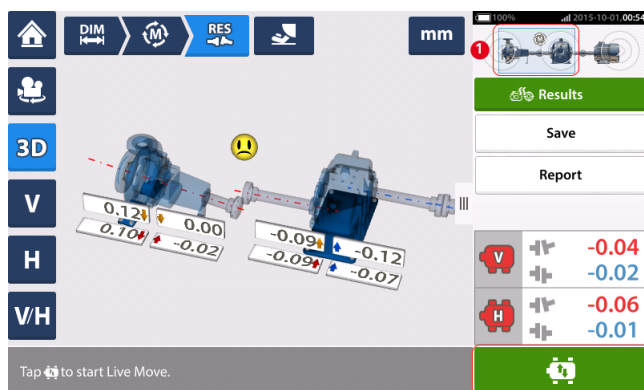 DIM
M
RES
mm
100% 2015-10-01,00:54
M
1
Results
Save
Report
3D
V
H
V/H
0.12 0.00
0.10 -0.02
-0.09 -0.12
-0.09 -0.07
V -0.04
-0.02
H -0.06
-0.01
Tap to start Live Move.